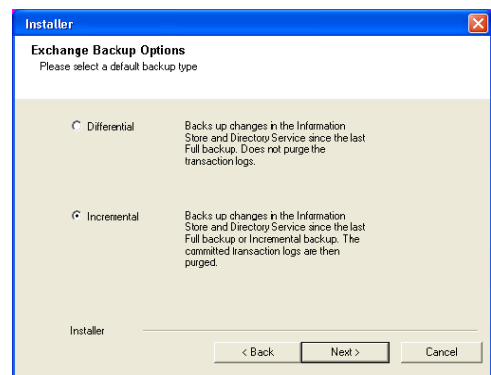 Installer
Exchange Backup Options
Please select a default backup type
Differential
Backs up changes in the Information
Store and Directory Service since the last
Full backup. Does not purge the
transaction logs.
Incremental
Backs up changes in the Information
Store and Directory Service since the last
Full backup or Incremental backup. The
committed transaction logs are then
purged.
Installer
< Back
Next >
Cancel